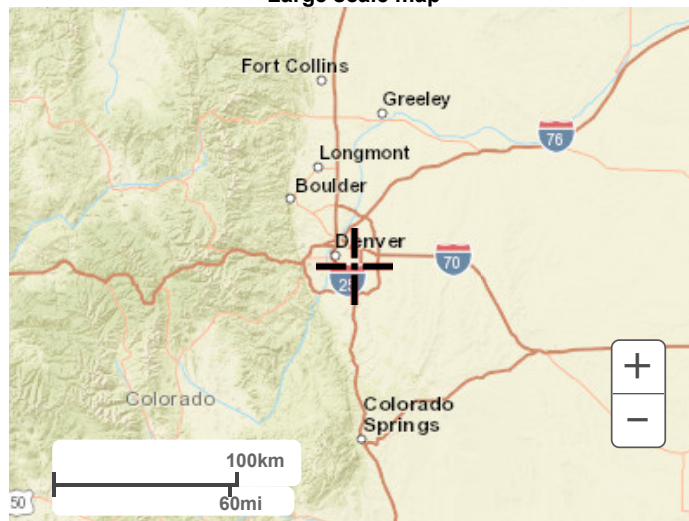 Large scale map
Fort Collins
Greeley
76
Longmont
Boulder
Denver
70
25
+
Colorado
Colorado
Springs
−
100km
60mi
50